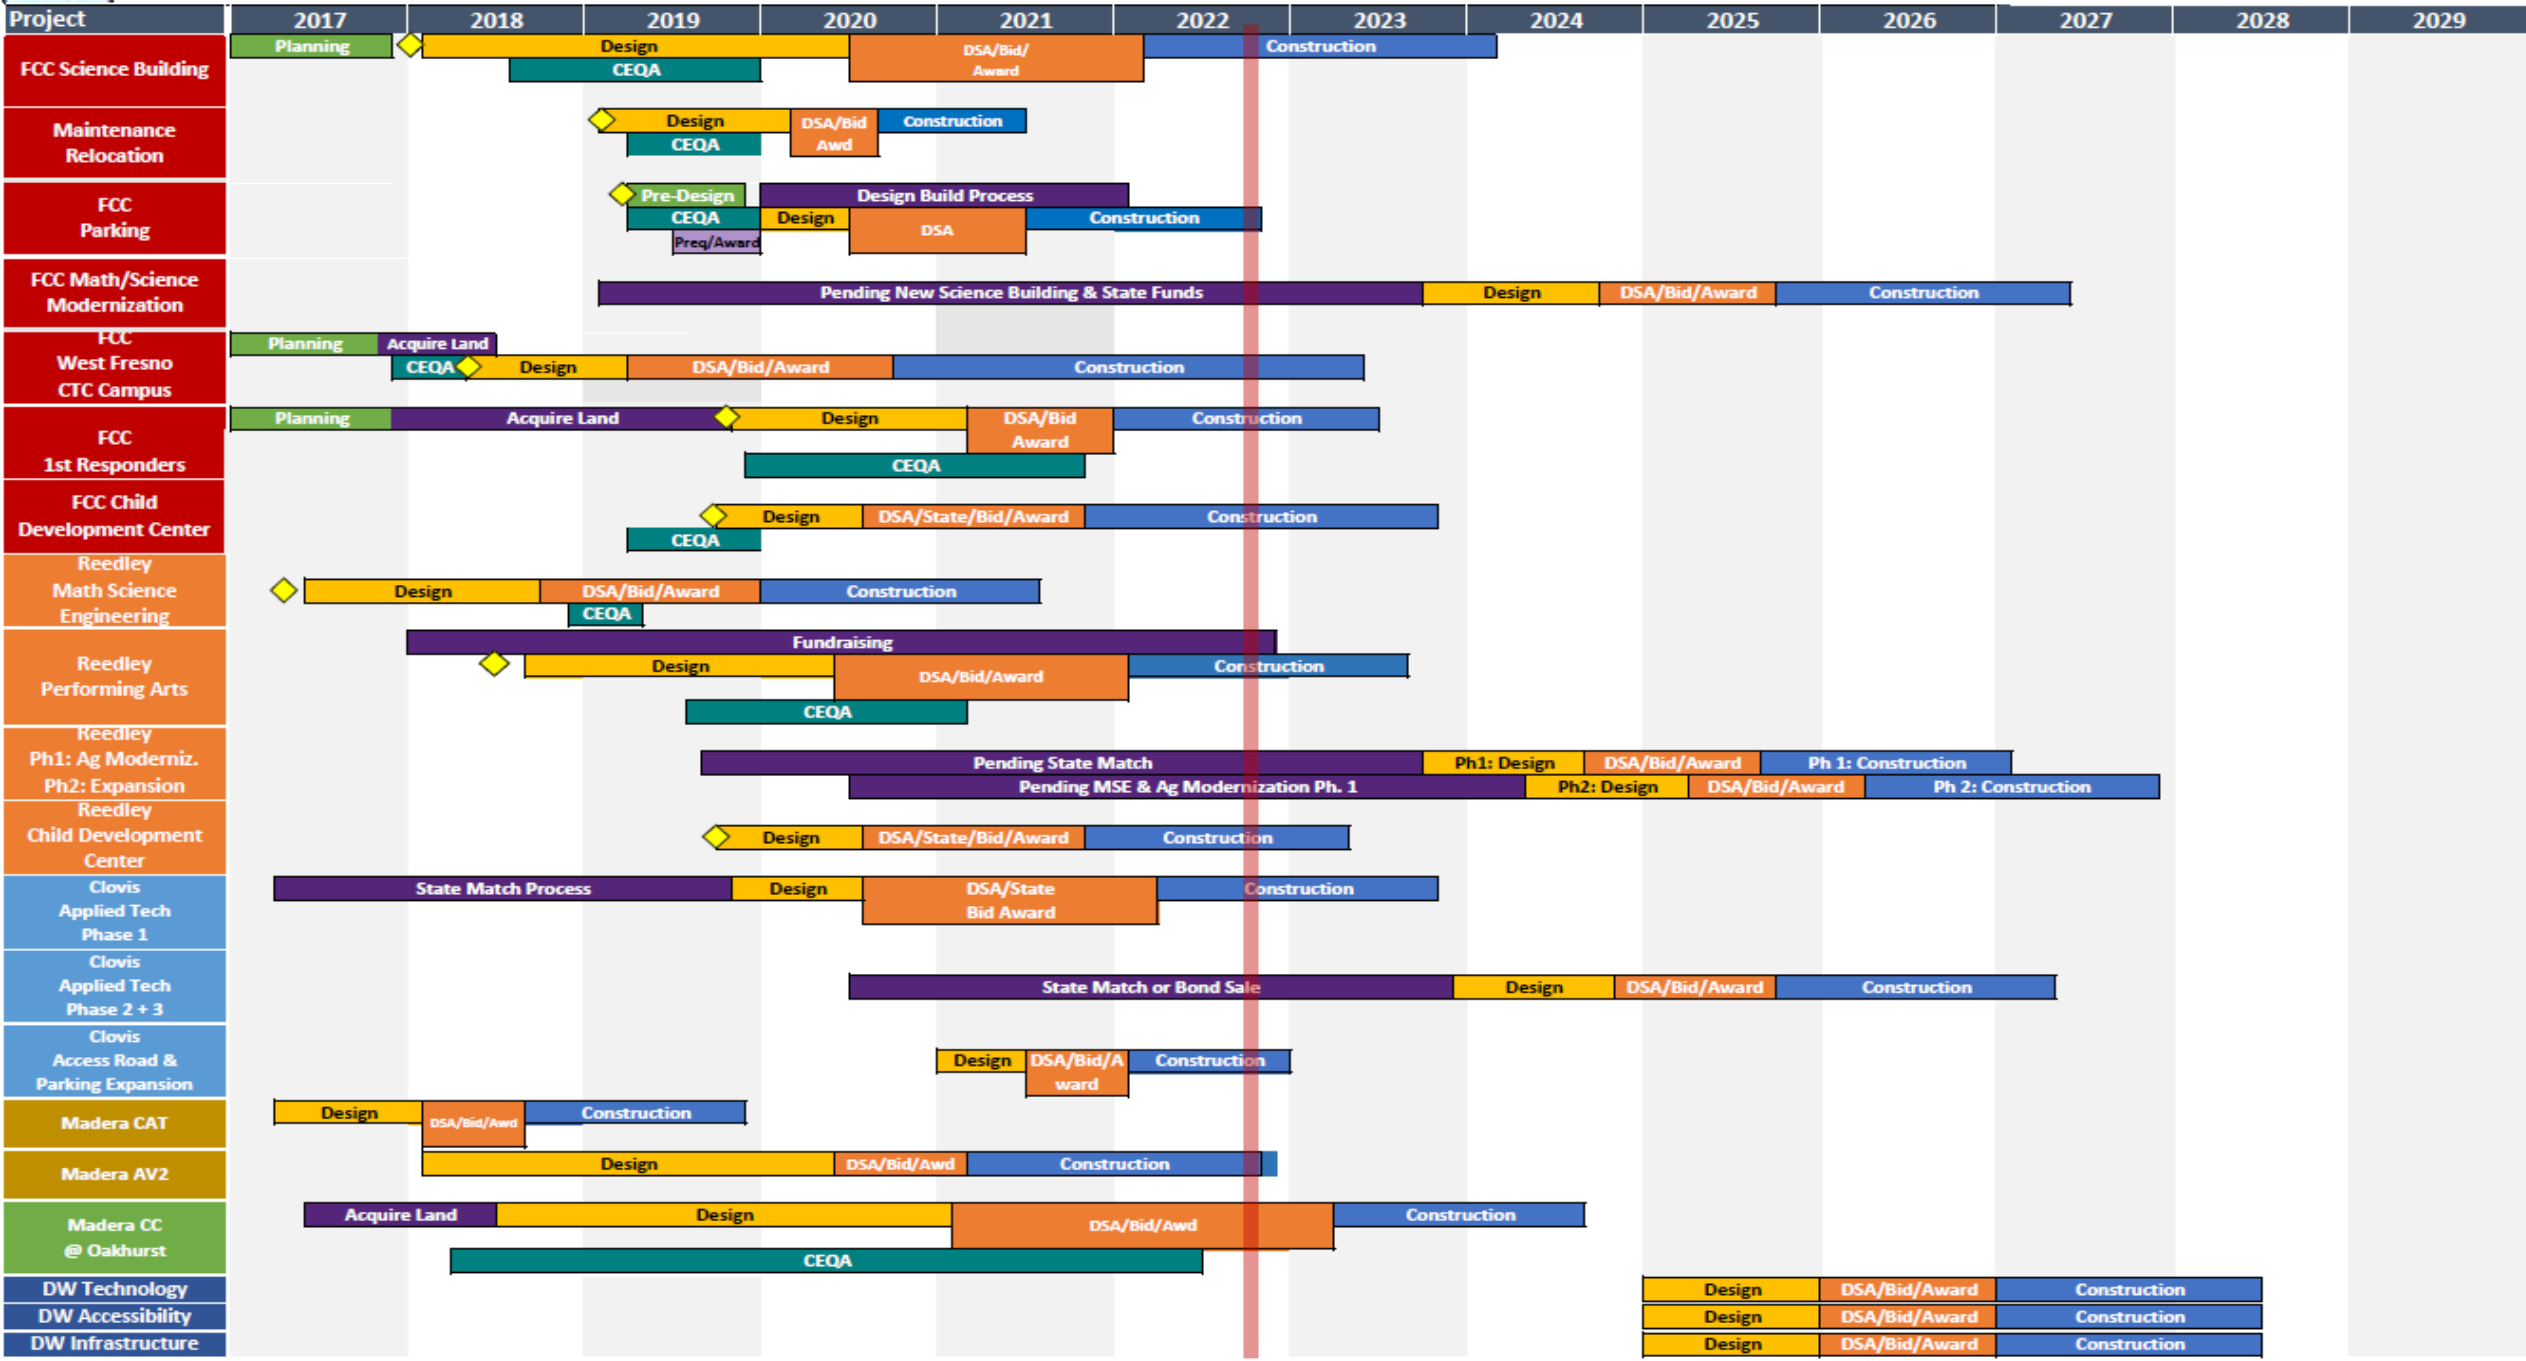 Project 2017 2018 2019 2020 2021 2022 2023 2024 2025 2026 2027 2028 2029
FCC Science Building
Planning Design DSA/Bid/ Construction
Award
CEQA
Maintenance
Relocation
Design DSA/Bid Construction
CEQA Awd
FCC
Parking
Pre-Design Design Build Process
CEQA Design DSA Construction
Preq/Award
FCC Math/Science
Modernization
Pending New Science Building & State Funds Design DSA/Bid/Award Construction
FCC
West Fresno
CTC Campus
Planning Acquire Land
CEQA Design DSA/Bid/Award Construction
FCC
1st Responders
Planning Acquire Land Design DSA/Bid Construction
Award
CEQA
FCC Child
Development Center
Design DSA/State/Bid/Award Construction
CEQA
Reedley
Math Science
Engineering
Design DSA/Bid/Award Construction
CEQA
Reedley
Performing Arts
Fundraising
Design DSA/Bid/Award Construction
CEQA
Reedley
Ph1: Ag Moderniz.
Ph2: Expansion
Pending State Match Ph1: Design DSA/Bid/Award Ph 1: Construction
Pending MSE & Ag Modernization Ph. 1 Ph2: Design DSA/Bid/Award Ph 2: Construction
Reedley
Child Development
Center
Design DSA/State/Bid/Award Construction
Clovis
Applied Tech
Phase 1
State Match Process Design DSA/State Construction
Bid Award
Clovis
Applied Tech
Phase 2 + 3
State Match or Bond Sale Design DSA/Bid/Award Construction
Clovis
Access Road &
Parking Expansion
Design DSA/Bid/A Construction
ward
Madera CAT
Design DSA/Bid/Awd Construction
Madera AV2
Design DSA/Bid/Awd Construction
Madera CC
@ Oakhurst
Acquire Land Design DSA/Bid/Awd Construction
CEQA
DW Technology Design DSA/Bid/Award Construction
DW Accessibility Design DSA/Bid/Award Construction
DW Infrastructure Design DSA/Bid/Award Construction